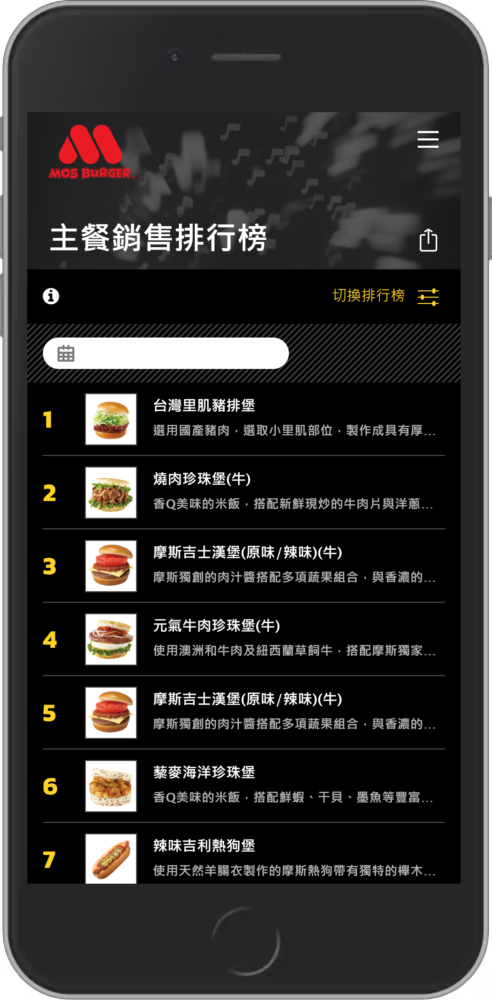 MOS BURGER®
主餐銷售排行榜
切換排行榜
1
台灣里肌豬排堡
選用國產豬肉，選取小里肌部位，製作成具有厚...
2
燒肉珍珠堡(牛)
香Q美味的米飯，搭配新鮮現炒的牛肉片與洋蔥...
3
摩斯吉士漢堡(原味/辣味)(牛)
摩斯獨創的肉汁醬搭配多項蔬果組合，與香濃的...
4
元氣牛肉珍珠堡(牛)
使用澳洲和牛肉及紐西蘭草飼牛，搭配摩斯獨家...
5
摩斯吉士漢堡(原味/辣味)(牛)
摩斯獨創的肉汁醬搭配多項蔬果組合，與香濃的...
6
藜麥海洋珍珠堡
香Q美味的米飯，搭配鮮蝦、干貝、墨魚等豐富...
7
辣味吉利熱狗堡
使用天然羊腸衣製作的摩斯熱狗帶有獨特的櫸木...